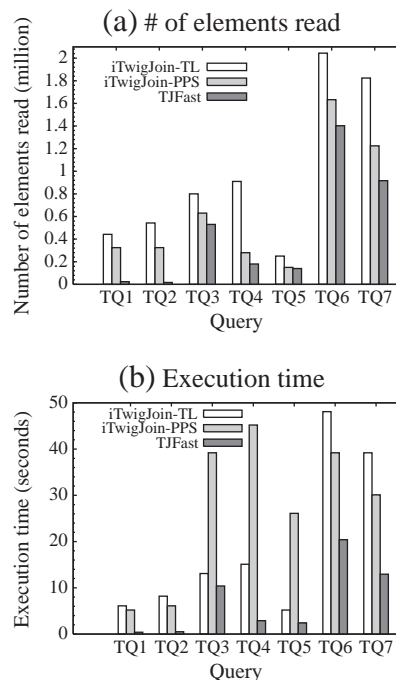 (a) # of elements read
Number of elements read (million)
2
1.8
1.6
1.4
1.2
1
0.8
0.6
0.4
0.2
0
iTwigJoin-TL
iTwigJoin-PPS
TJFast
TQ1 TQ2 TQ3 TQ4 TQ5 TQ6 TQ7
Query
(b) Execution time
Execution time (seconds)
50
40
30
20
10
0
iTwigJoin-TL
iTwigJoin-PPS
TJFast
TQ1 TQ2 TQ3 TQ4 TQ5 TQ6 TQ7
Query